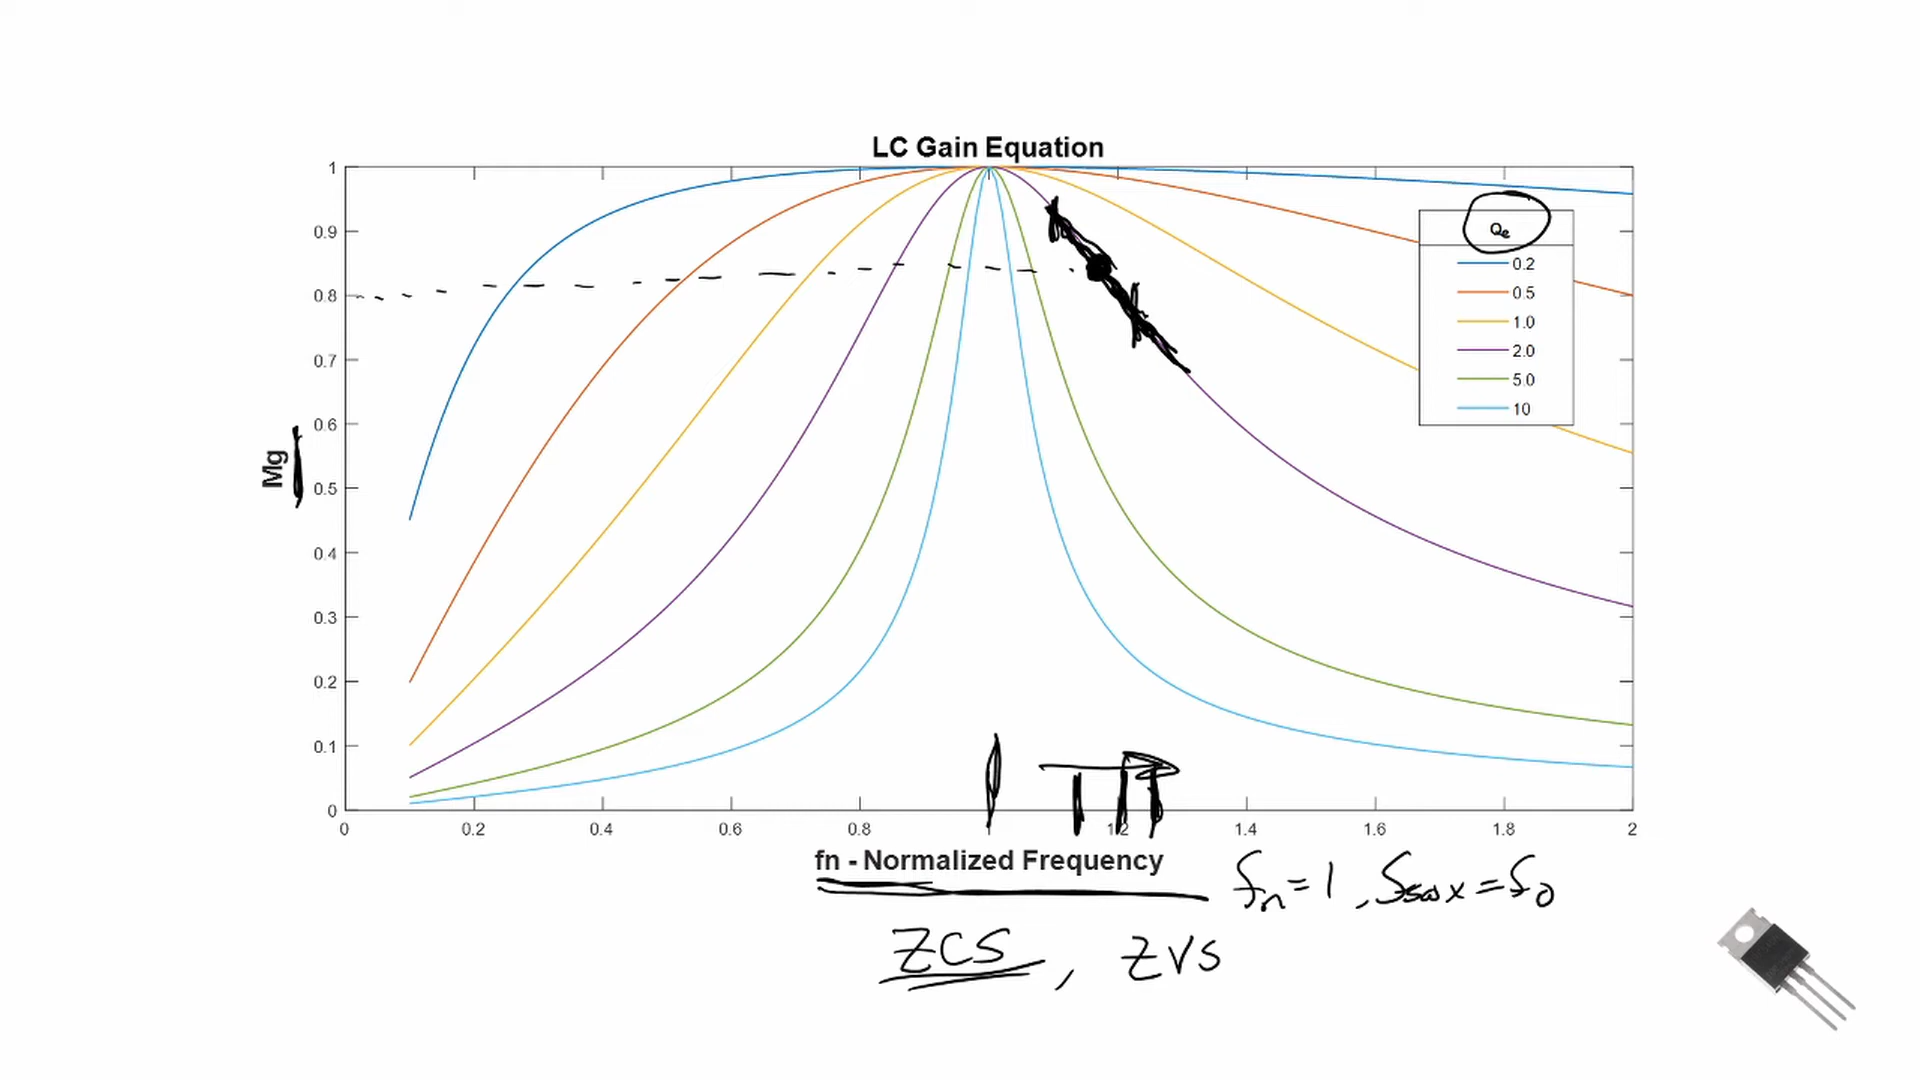 LC Gain Equation
1
0.9
0.8
0.7
0.6
0.5
0.4
0.3
0.2
0.1
0
Mg
Qe
0.2
0.5
1.0
2.0
5.0
10
0 0.2 0.4 0.6 0.8 1 1.2 1.4 1.6 1.8 2
fn - Normalized Frequency
fn = 1, fsw = f0
ZCS, ZVS